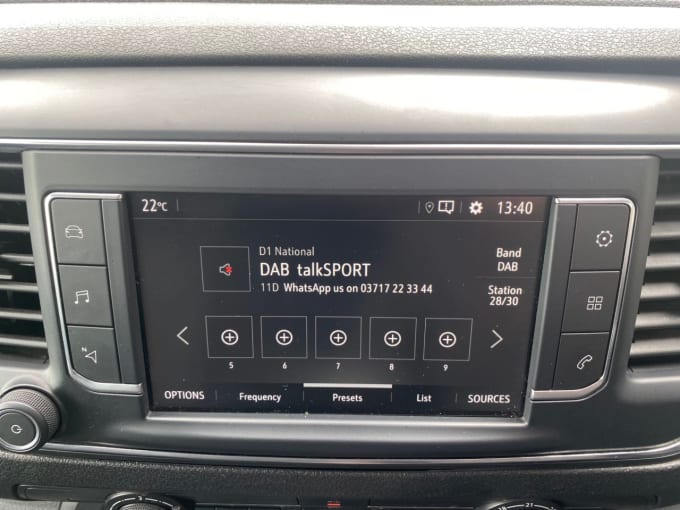 22°C 13:40
D1 National
DAB talkSPORT
11D WhatsApp us on 03717 22 33 44
Band
DAB
Station
28/30
5 6 7 8 9
OPTIONS Frequency Presets List SOURCES
N
21